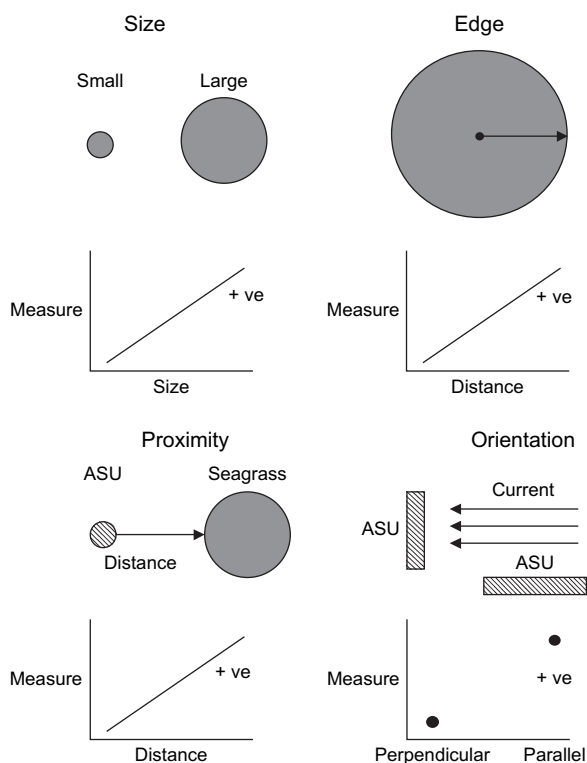 Size
Edge
Small Large
+ ve
Measure
Size
+ ve
Measure
Distance
Proximity
Orientation
ASU Seagrass
Distance
Current
ASU
ASU
+ ve
Measure
Distance
Measure
+ ve
Perpendicular Parallel